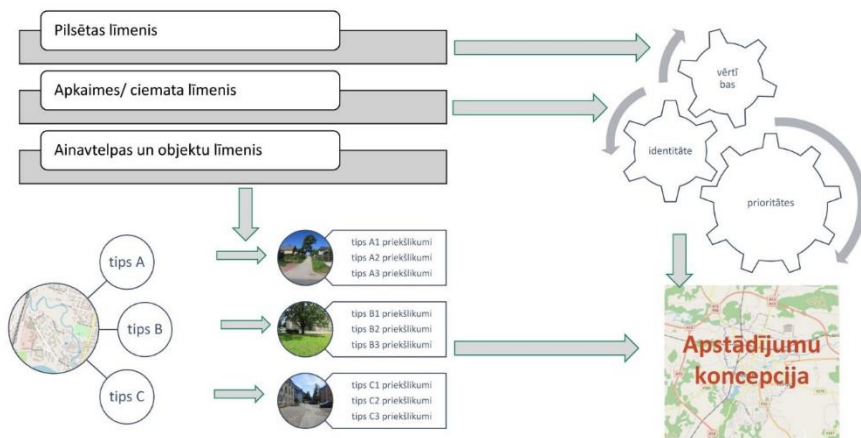 Pilsētas līmenis
Apkaimes/ ciemata līmenis
Ainavtelpas un objektu līmenis
vērtī
bas
identitāte
prioritātes
tips A
tips B
tips C
tips A1 priekšlikumi
tips A2 priekšlikumi
tips A3 priekšlikumi
tips B1 priekšlikumi
tips B2 priekšlikumi
tips B3 priekšlikumi
tips C1 priekšlikumi
tips C2 priekšlikumi
tips C3 priekšlikumi
Apstādījumu
koncepcija